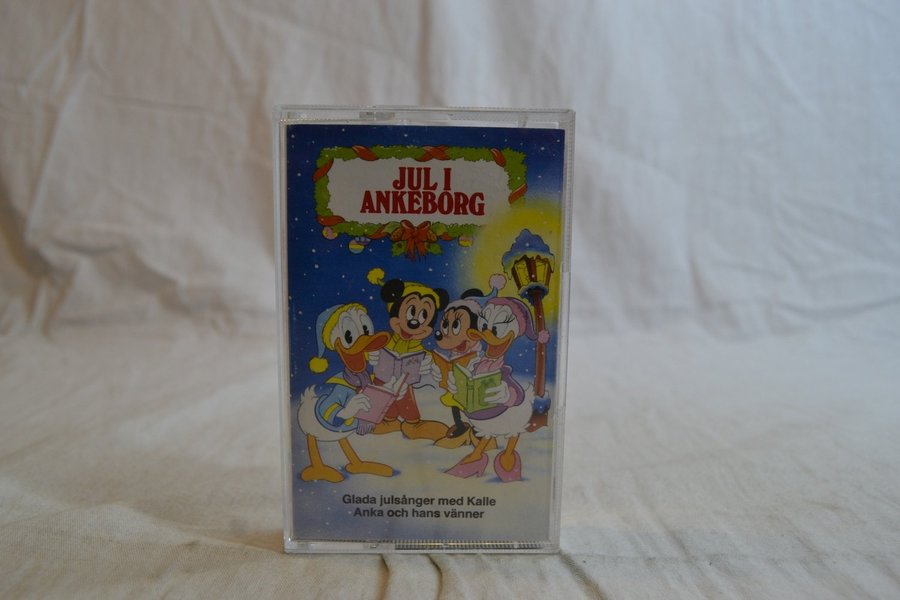 JUL I
ANKEBORG
Glada julsånger med Kalle
Anka och hans vänner